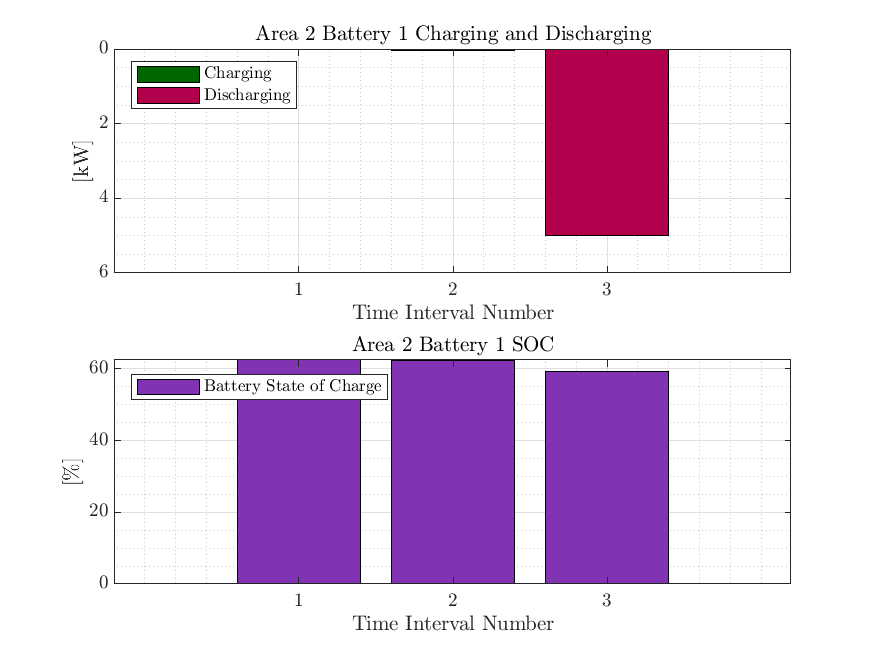 Area 2 Battery 1 Charging and Discharging
0
2
4
6
[kW]
Charging
Discharging
1 2 3
Time Interval Number
Area 2 Battery 1 SOC
60
40
20
0
[%]
Battery State of Charge
1 2 3
Time Interval Number